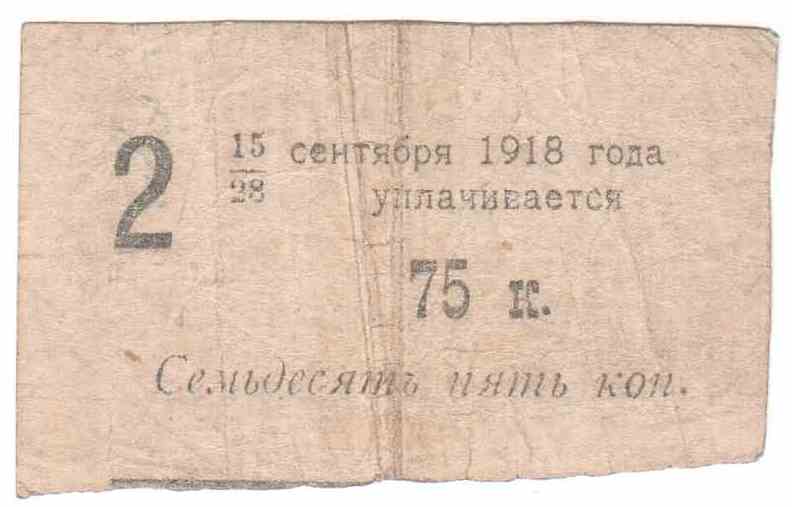 2 15/28 сентября 1918 года
уплачивается
75 к.
Семьдесятъ пять коп.